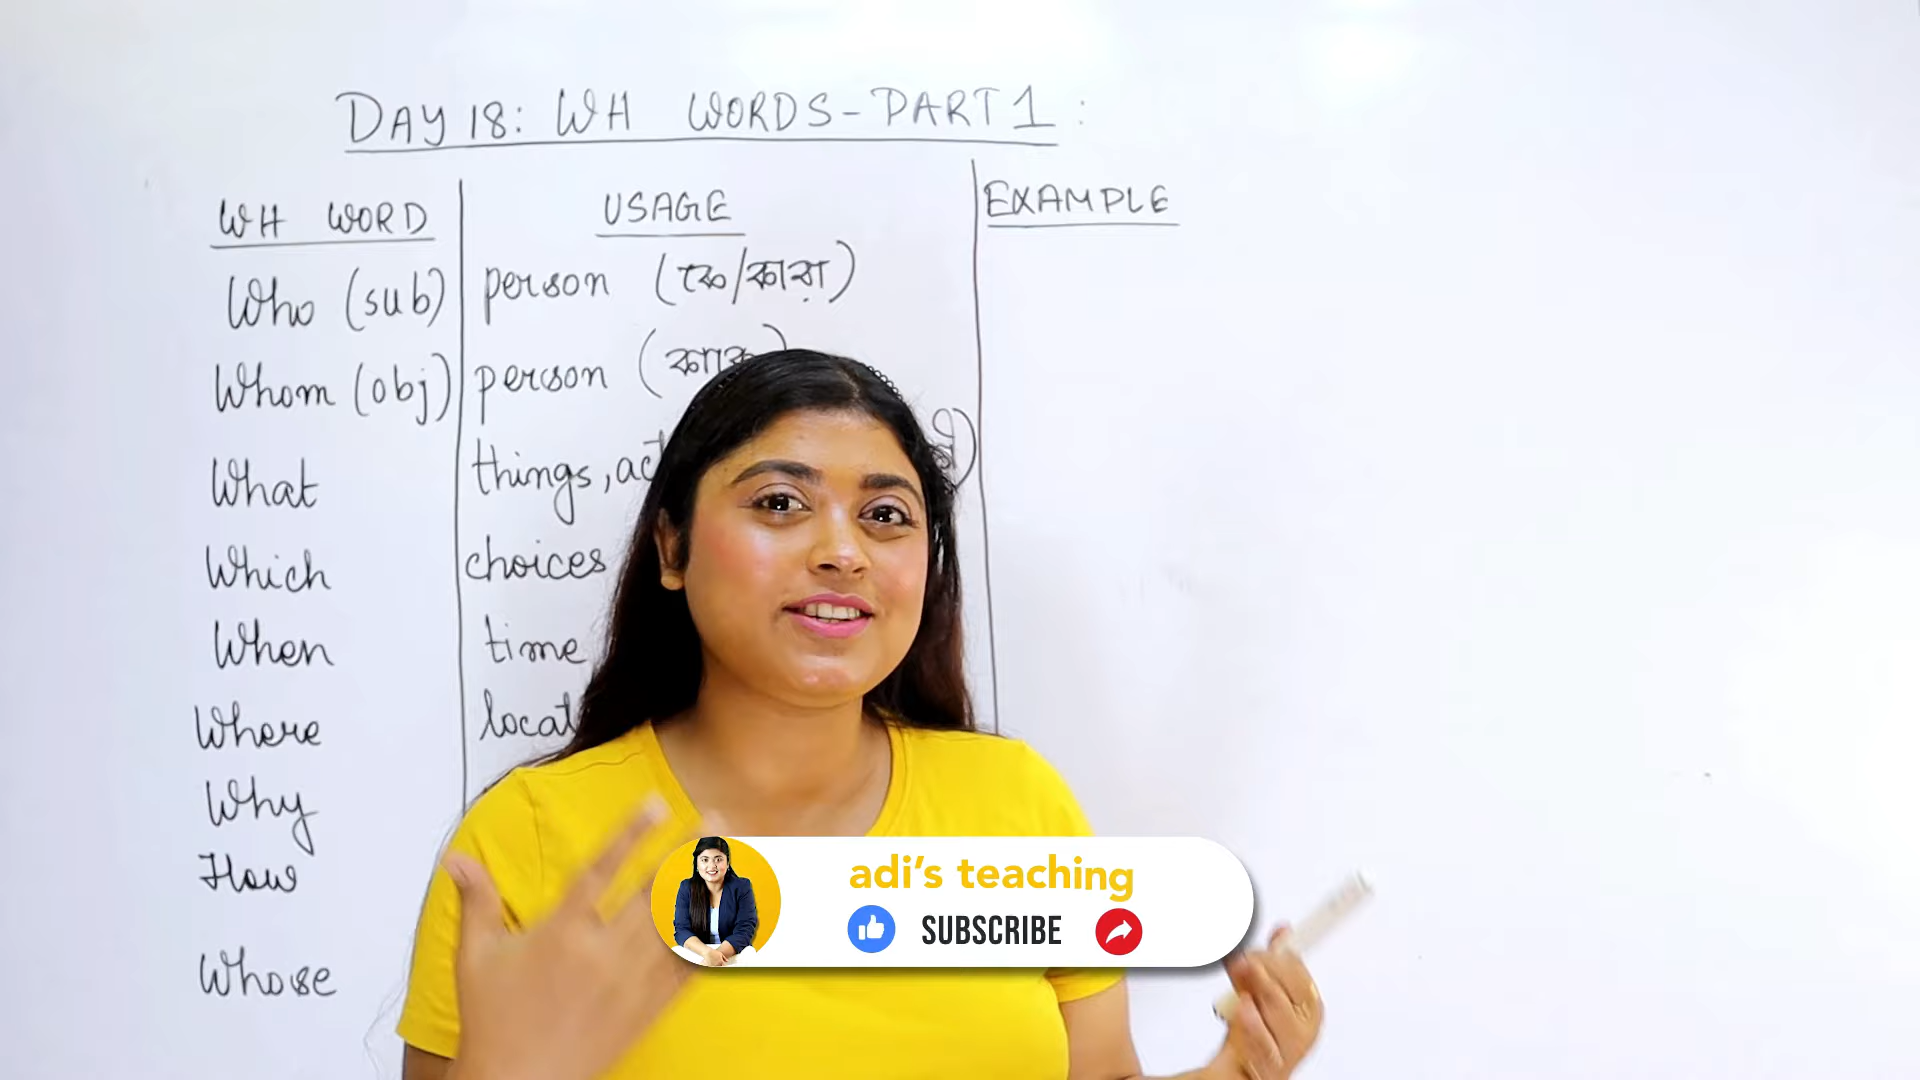 DAY 18: WH WORDS - PART 1 :
WH WORD USAGE EXAMPLE
Who (sub) person (কে/কারা)
Whom (obj) person (কাকে)
What things,
Which choices
When time
Where
Why
How
Whose
adi's teaching
SUBSCRIBE